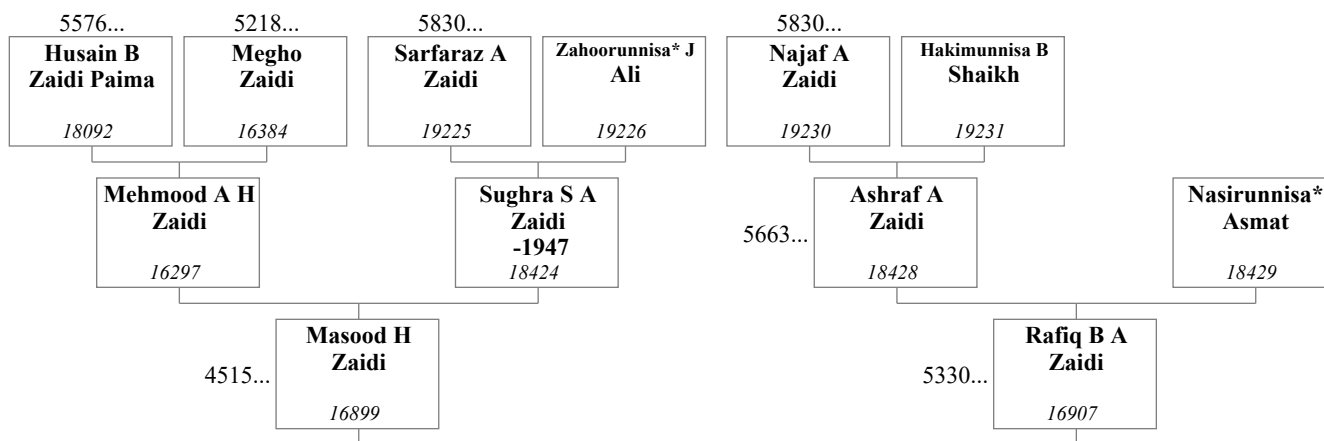 5576...
5218...
5830...
5830...
Husain B
Zaidi Paima
18092
Megho
Zaidi
16384
Sarfaraz A
Zaidi
19225
Zahoorunnisa* J
Ali
19226
Najaf A
Zaidi
19230
Hakimunnisa B
Shaikh
19231
Mehmood A H
Zaidi
16297
Sughra S A
Zaidi
-1947
18424
5663...
Ashraf A
Zaidi
18428
Nasirunnisa*
Asmat
18429
4515...
Masood H
Zaidi
16899
5330...
Rafiq B A
Zaidi
16907